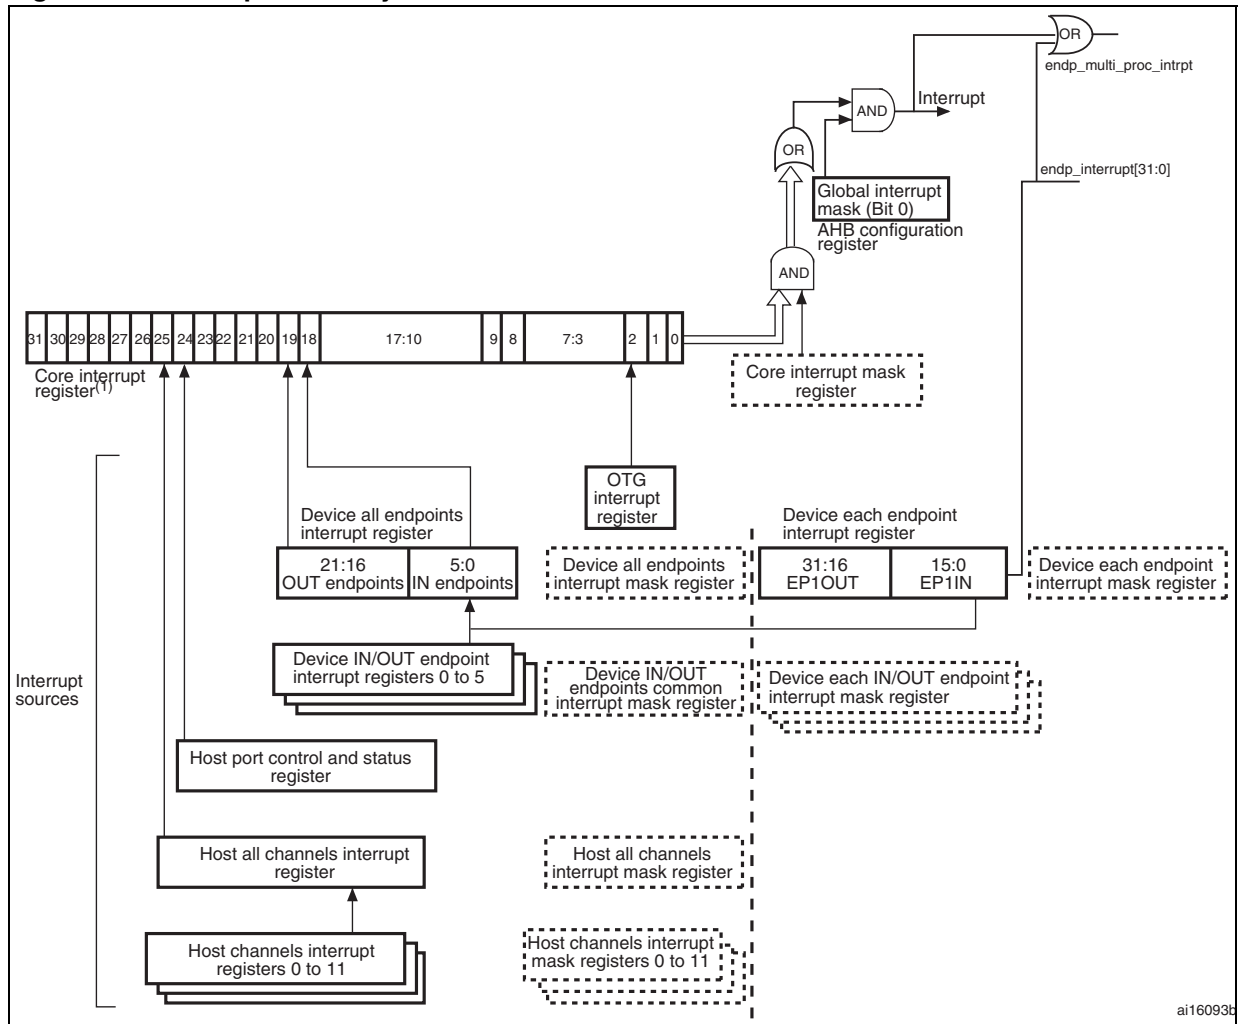 OR
endp_multi_proc_intrpt
AND
Interrupt
OR
endp_interrupt[31:0]
Global interrupt
mask (Bit 0)
AHB configuration
register
AND
31 30 29 28 27 26 25 24 23 22 21 20 19 18 17:10 9 8 7:3 2 1 0
Core interrupt
register(1)
Core interrupt mask
register
OTG
interrupt
register
Device all endpoints
interrupt register
Device each endpoint
interrupt register
21:16
OUT endpoints
5:0
IN endpoints
Device all endpoints
interrupt mask register
31:16
EP1OUT
15:0
EP1IN
Device each endpoint
interrupt mask register
Device IN/OUT endpoint
interrupt registers 0 to 5
Device IN/OUT
endpoints common
interrupt mask register
Device each IN/OUT endpoint
interrupt mask register
Interrupt
sources
Host port control and status
register
Host all channels interrupt
register
Host all channels
interrupt mask register
Host channels interrupt
registers 0 to 11
Host channels interrupt
mask registers 0 to 11
ai16093b